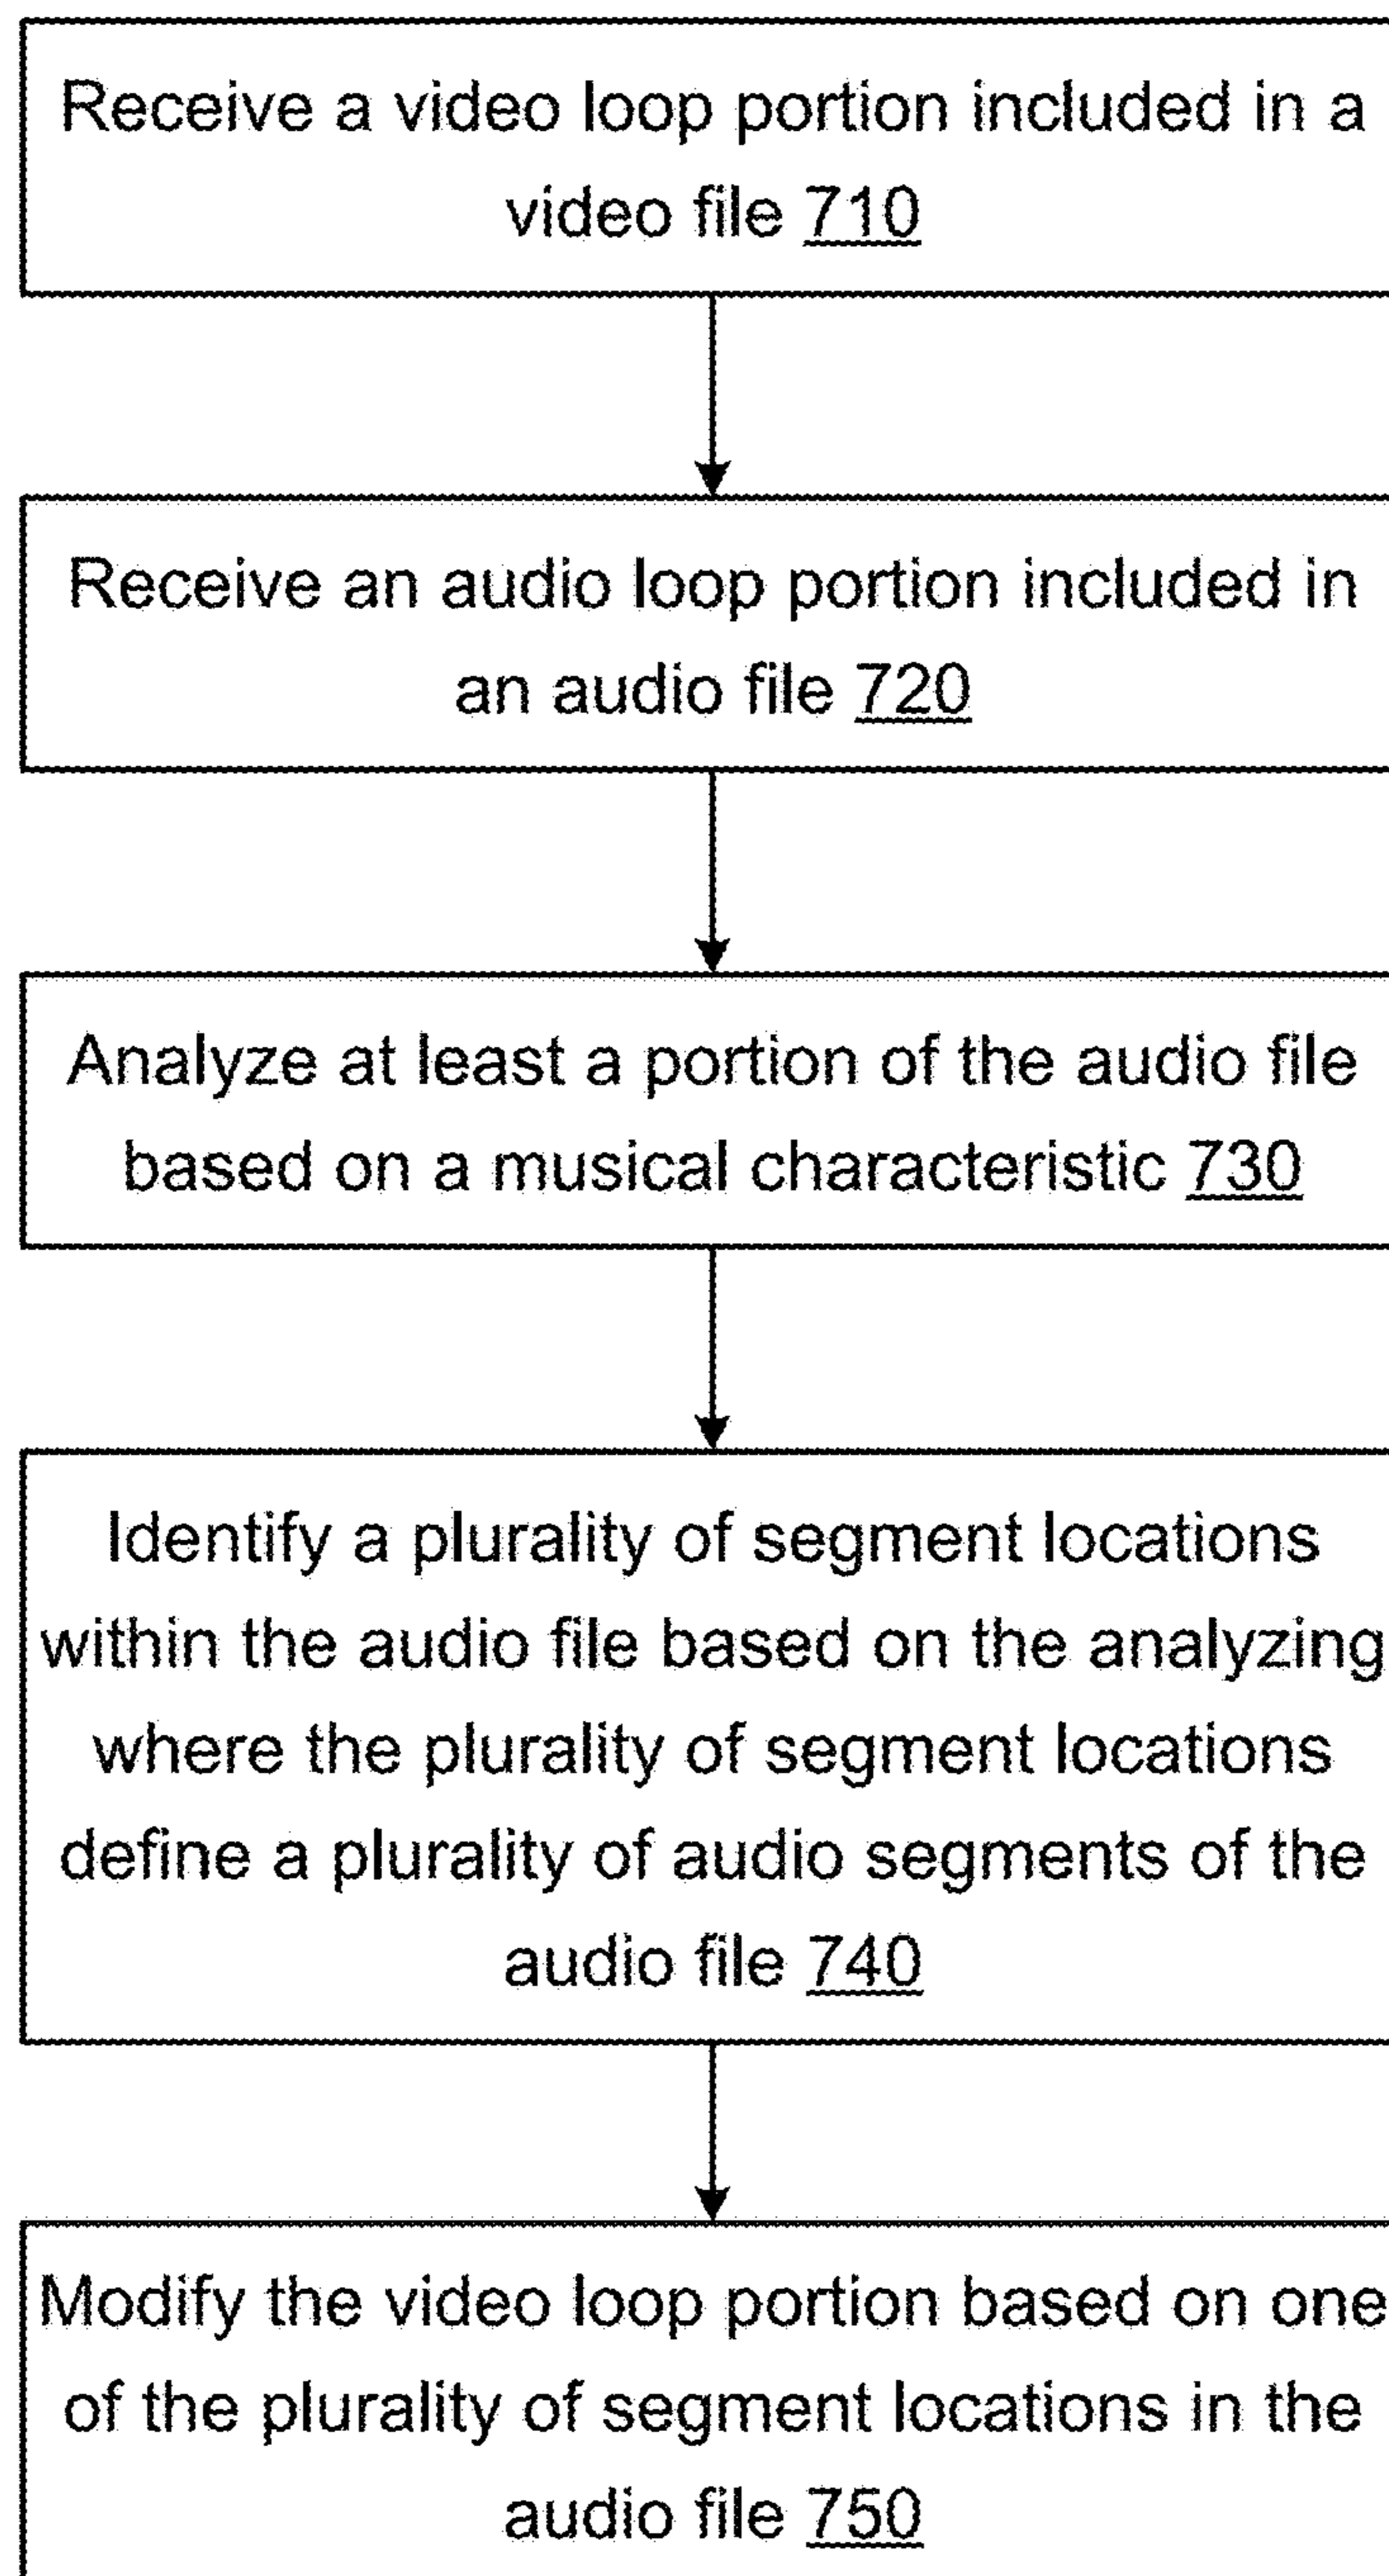 Receive a video loop portion included in a
video file 710
Receive an audio loop portion included in
an audio file 720
Analyze at least a portion of the audio file
based on a musical characteristic 730
Identify a plurality of segment locations
within the audio file based on the analyzing
where the plurality of segment locations
define a plurality of audio segments of the
audio file 740
Modify the video loop portion based on one
of the plurality of segment locations in the
audio file 750